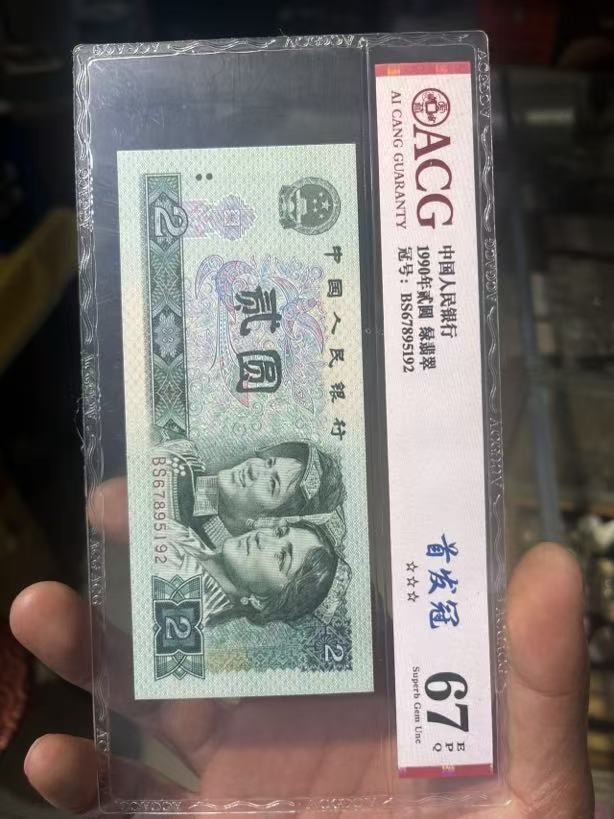 ACG
AI CANG GUARANTY
中国人民银行
1990年贰圆 绿翡翠
冠号：BS67895192
首发冠
☆☆☆
67
EPQ
Superb Gem Unc
中國人民銀行
贰圆
2
BS67895192
2
2